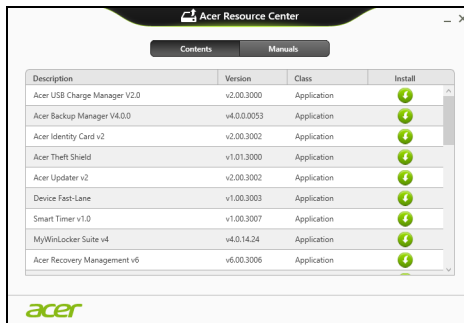 Acer Resource Center
Contents Manuals
Description Version Class Install
Acer USB Charge Manager V2.0 v2.00.3000 Application
Acer Backup Manager V4.0.0 v4.0.0.0053 Application
Acer Identity Card v2 v2.00.3002 Application
Acer Theft Shield v1.01.3000 Application
Acer Updater v2 v2.00.3002 Application
Device Fast-Lane v1.00.3003 Application
Smart Timer v1.0 v1.00.3007 Application
MyWinLocker Suite v4 v4.0.14.24 Application
Acer Recovery Management v6 v6.00.3006 Application
acer